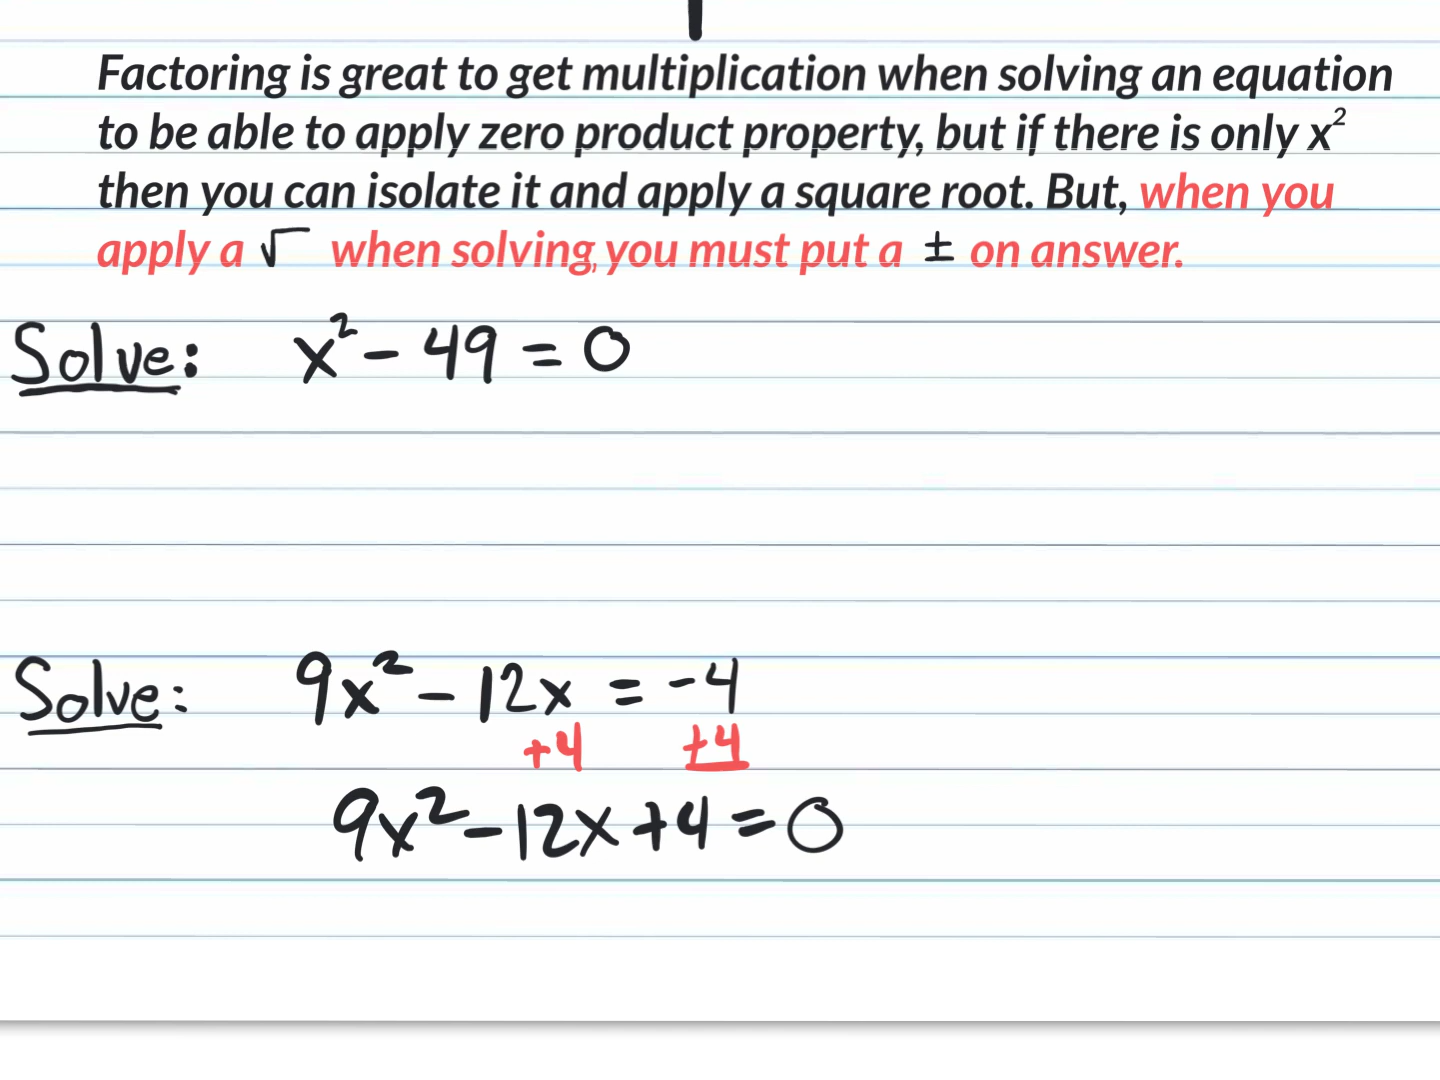 Factoring is great to get multiplication when solving an equation
to be able to apply zero product property, but if there is only x²
then you can isolate it and apply a square root. But, when you
apply a √ when solving, you must put a ± on answer.
Solve: x² - 49 = 0
Solve: 9x² - 12x = -4
+4 +4
9x² - 12x + 4 = 0